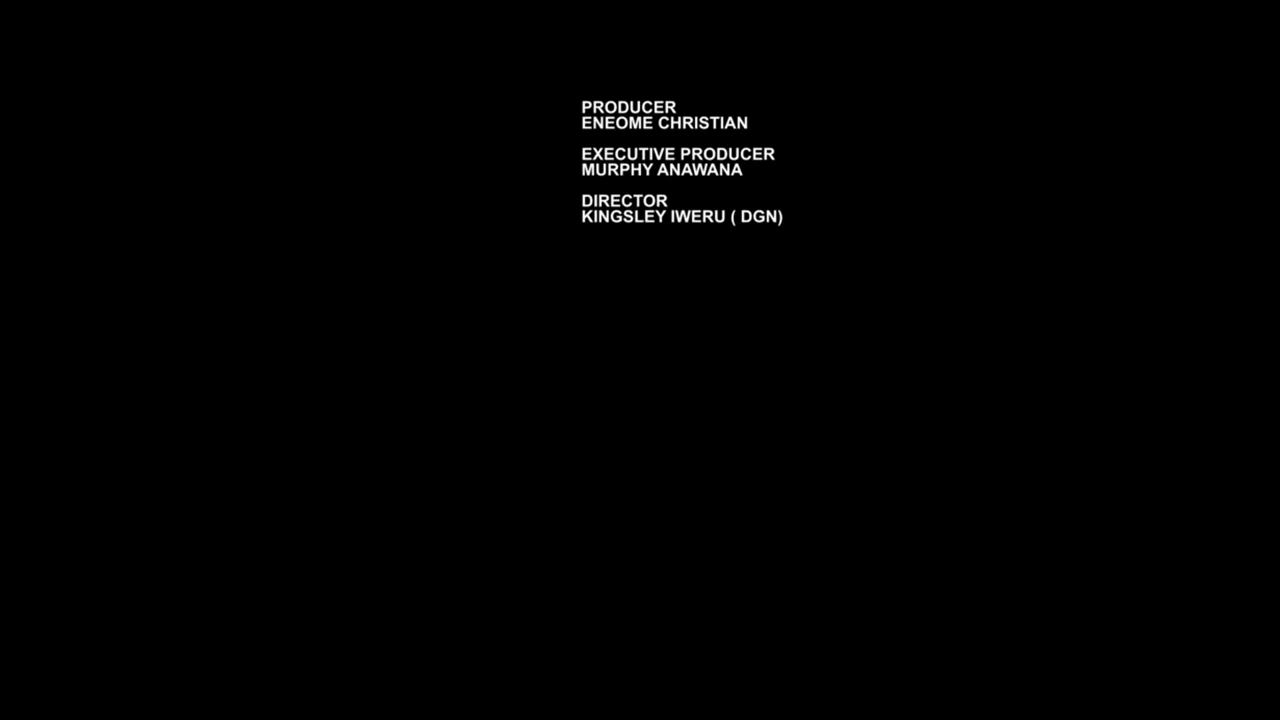 PRODUCER
ENEOME CHRISTIAN
EXECUTIVE PRODUCER
MURPHY ANAWANA
DIRECTOR
KINGSLEY IWERU ( DGN)